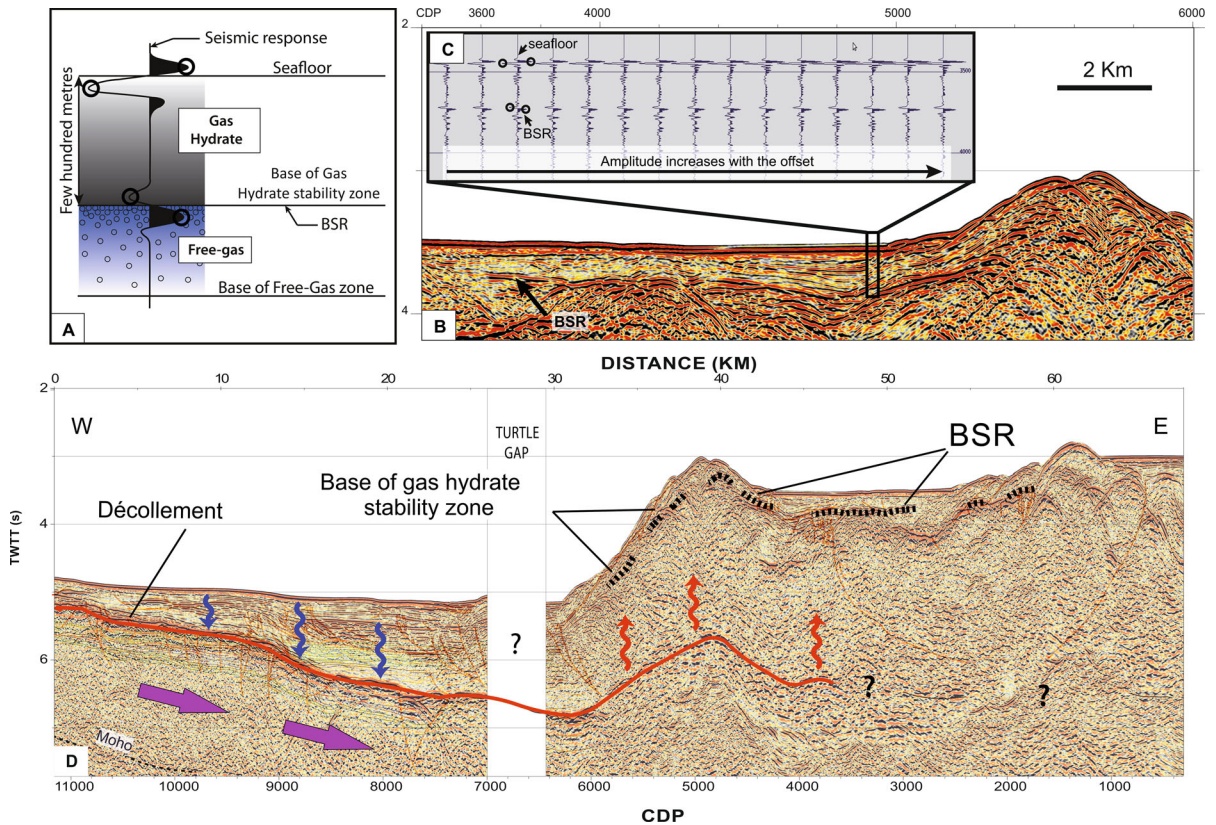 Seismic response
Seafloor
Few hundred metres
Gas
Hydrate
Base of Gas
Hydrate stability zone
BSR
Free-gas
Base of Free-Gas zone
A
CDP 3600 4000 5000 6000
2
4
C
seafloor
3500
BSR
4000
Amplitude increases with the offset
2 Km
BSR
B
DISTANCE (KM)
0 10 20 30 40 50 60
2
4
6
TWTT (s)
W
E
TURTLE
GAP
BSR
Base of gas hydrate
stability zone
Décollement
?
?
?
Moho
D
11000 10000 9000 8000 7000 6000 5000 4000 3000 2000 1000
CDP